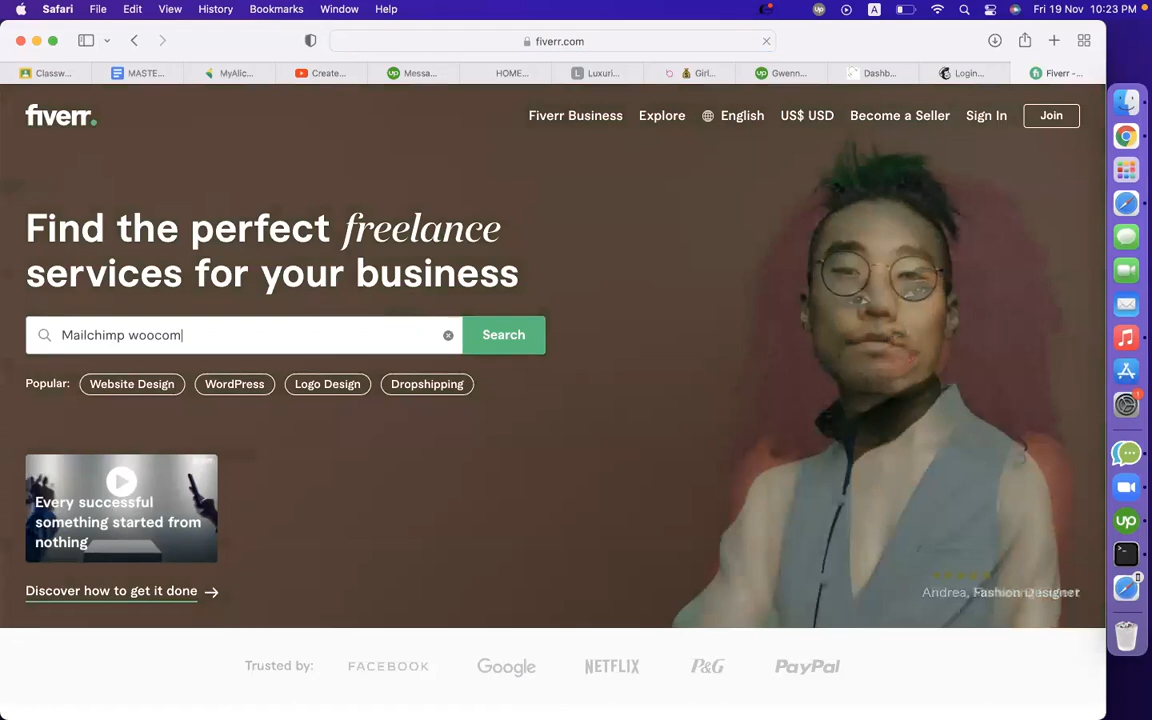 Safari File Edit View History Bookmarks Window Help Fri 19 Nov 10:23 PM
fiverr.com
Classw... MASTE... MyAlic... Create... Messa... HOME... Luxuri... Girl... Gwenn... Dashb... Login... Fiverr -...
fiverr. Fiverr Business Explore English US$ USD Become a Seller Sign In Join
Find the perfect freelance
services for your business
Mailchimp woocom Search
Popular: Website Design WordPress Logo Design Dropshipping
Every successful
something started from
nothing
Discover how to get it done →
Andrea, Fashion Designer
Trusted by: FACEBOOK Google NETFLIX P&G PayPal